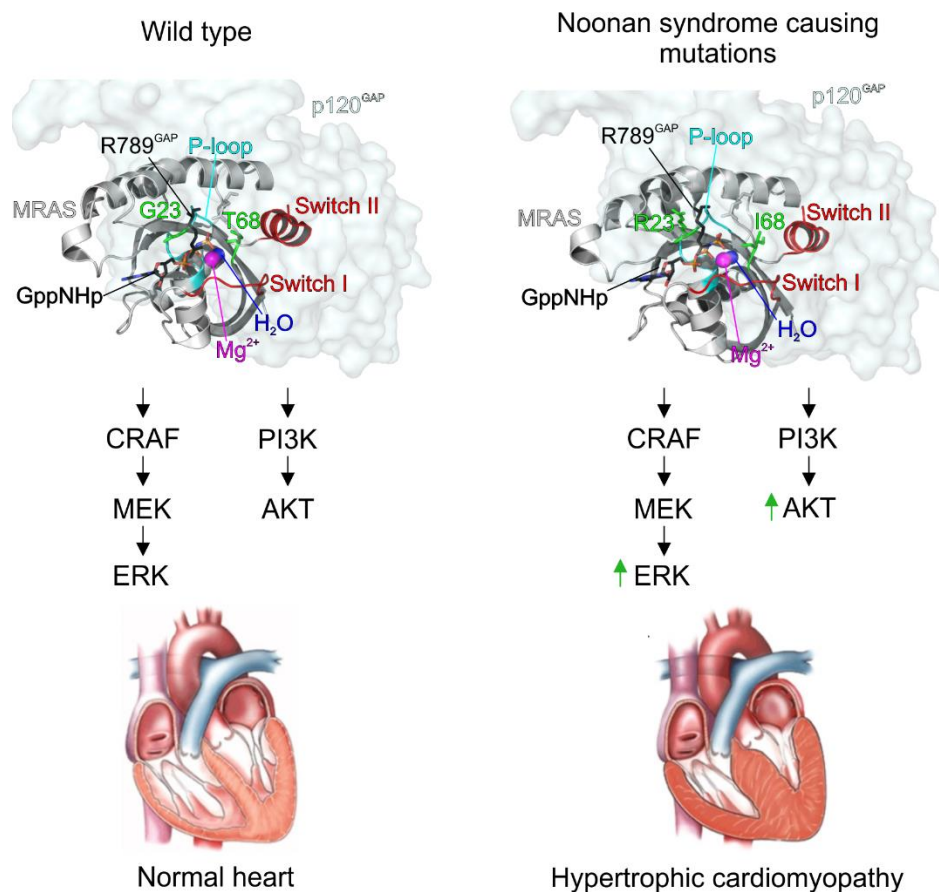 Wild type
p120GAP
R789GAP
P-loop
MRAS
G23
T68
Switch II
GppNHp
Switch I
H2O
Mg2+
CRAF
PI3K
MEK
AKT
ERK
Normal heart
Noonan syndrome causing
mutations
p120GAP
R789GAP
P-loop
MRAS
R23
I68
Switch II
GppNHp
Switch I
H2O
Mg2+
CRAF
PI3K
MEK
AKT
ERK
Hypertrophic cardiomyopathy